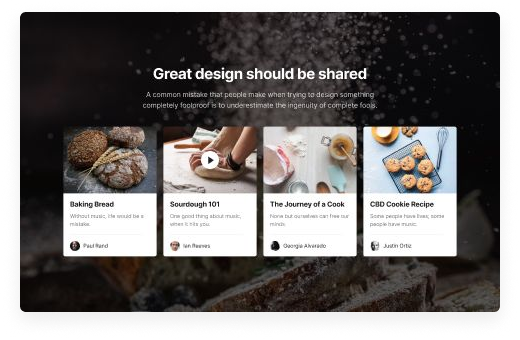 Great design should be shared
A common mistake that people make when trying to design something
completely foolproof is to underestimate the ingenuity of complete fools.
Baking Bread
Without music, life would be a
mistake.
Paul Rand
Sourdough 101
One good thing about music,
when it hits you.
Ian Reeves
The Journey of a Cook
None but ourselves can free our
minds
Georgia Alvarado
CBD Cookie Recipe
Some people have lives; some
people have music.
Justin Ortiz